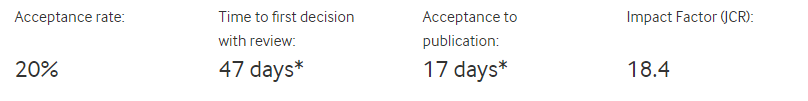 Acceptance rate:
20%
Time to first decision
with review:
47 days*
Acceptance to
publication:
17 days*
Impact Factor (JCR):
18.4